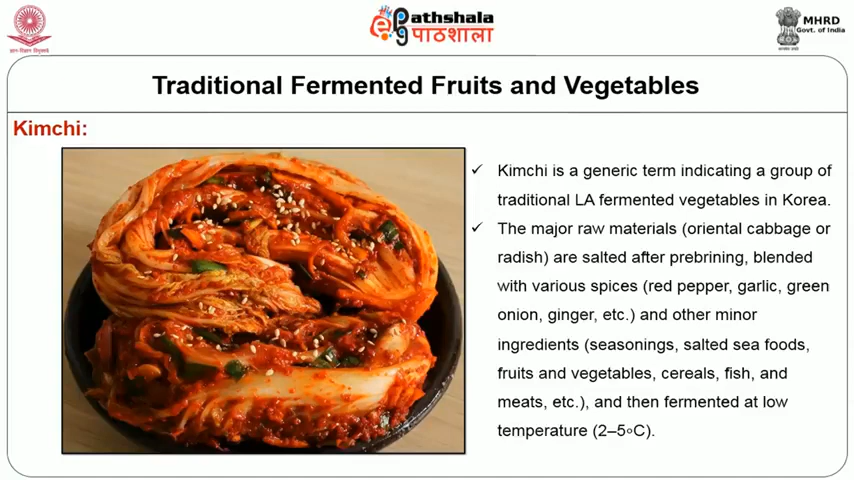 ePathshala
पाठशाला
MHRD
Govt. of India
Traditional Fermented Fruits and Vegetables
Kimchi:
✓ Kimchi is a generic term indicating a group of
traditional LA fermented vegetables in Korea.
✓ The major raw materials (oriental cabbage or
radish) are salted after prebrining, blended
with various spices (red pepper, garlic, green
onion, ginger, etc.) and other minor
ingredients (seasonings, salted sea foods,
fruits and vegetables, cereals, fish, and
meats, etc.), and then fermented at low
temperature (2–5∘C).